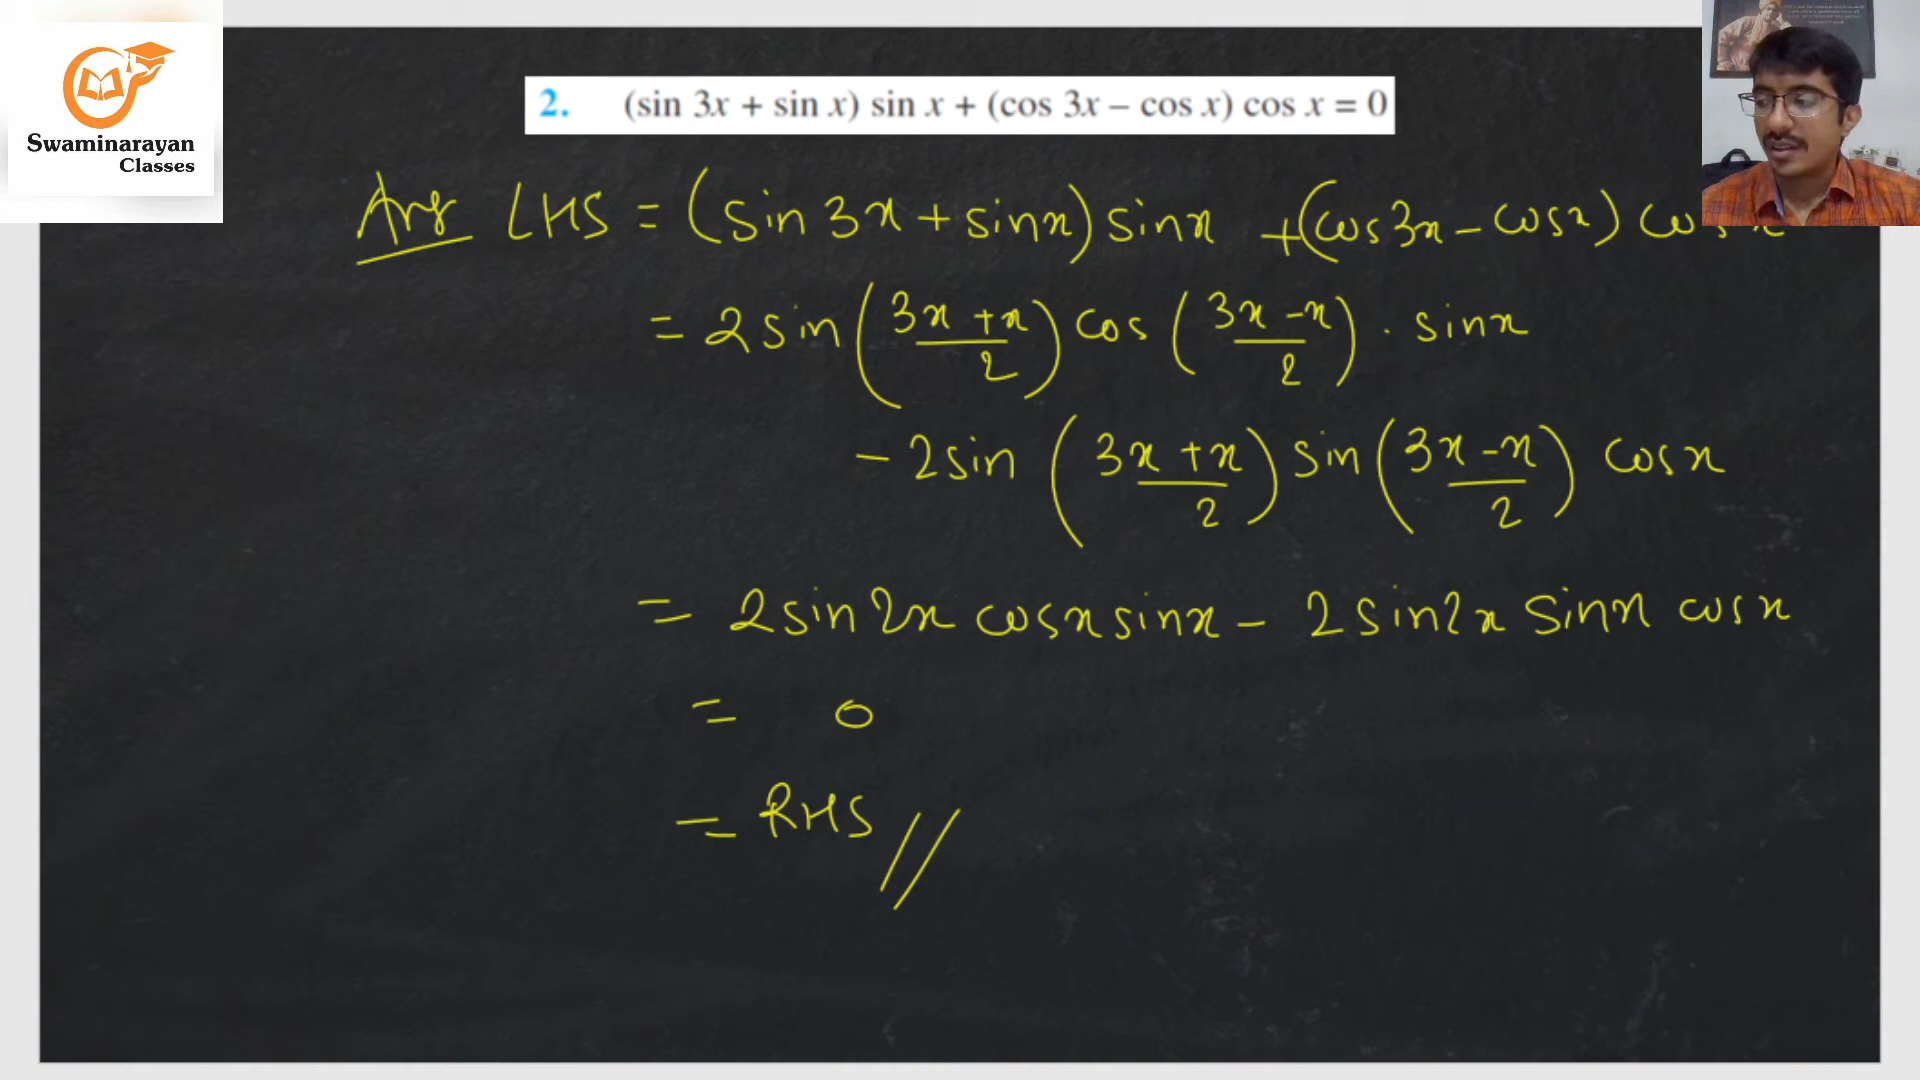 Swaminarayan
Classes
2. (sin 3x + sin x) sin x + (cos 3x – cos x) cos x = 0
Ans LHS = (sin 3x + sin x) sin x + (cos 3x - cos x)
= 2 sin (3x + x / 2) cos (3x - x / 2) . sin x
- 2 sin (3x + x / 2) sin (3x - x / 2) cos x
= 2 sin 2x cos x sin x - 2 sin 2x sin x cos x
= 0
= RHS //